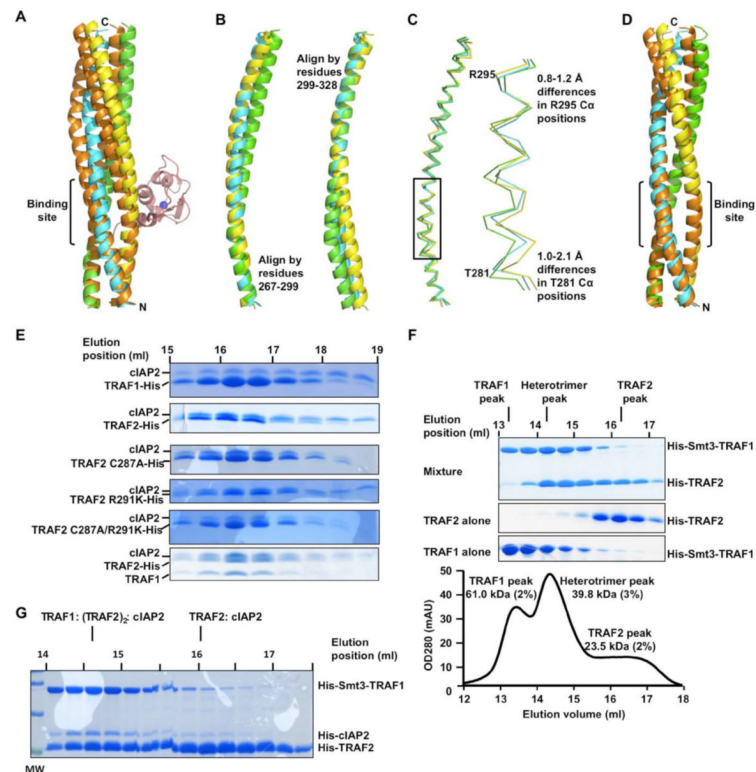 A
C
Binding
site
N
B
Align by
residues
299-328
Align by
residues
267-299
C
R295
0.8-1.2 Å
differences
in R295 Cα
positions
T281
1.0-2.1 Å
differences
in T281 Cα
positions
D
C
Binding
site
N
E
Elution
position (ml)
15 16 17 18 19
cIAP2
TRAF1-His
cIAP2
TRAF2-His
cIAP2
TRAF2 C287A-His
cIAP2
TRAF2 R291K-His
cIAP2
TRAF2 C287A/R291K-His
cIAP2
TRAF2-His
TRAF1
F
TRAF1 Heterotrimer TRAF2
peak peak peak
Elution 13 14 15 16 17
position (ml)
His-Smt3-TRAF1
Mixture
His-TRAF2
TRAF2 alone His-TRAF2
TRAF1 alone His-Smt3-TRAF1
TRAF1 peak Heterotrimer peak
61.0 kDa (2%) 39.8 kDa (3%)
TRAF2 peak
23.5 kDa (2%)
OD280 (mAU)
50
40
30
20
10
0
12 13 14 15 16 17 18
Elution volume (ml)
G
TRAF1: (TRAF2)₂: cIAP2 TRAF2: cIAP2
14 15 16 17 Elution
position (ml)
His-Smt3-TRAF1
His-cIAP2
His-TRAF2
MW